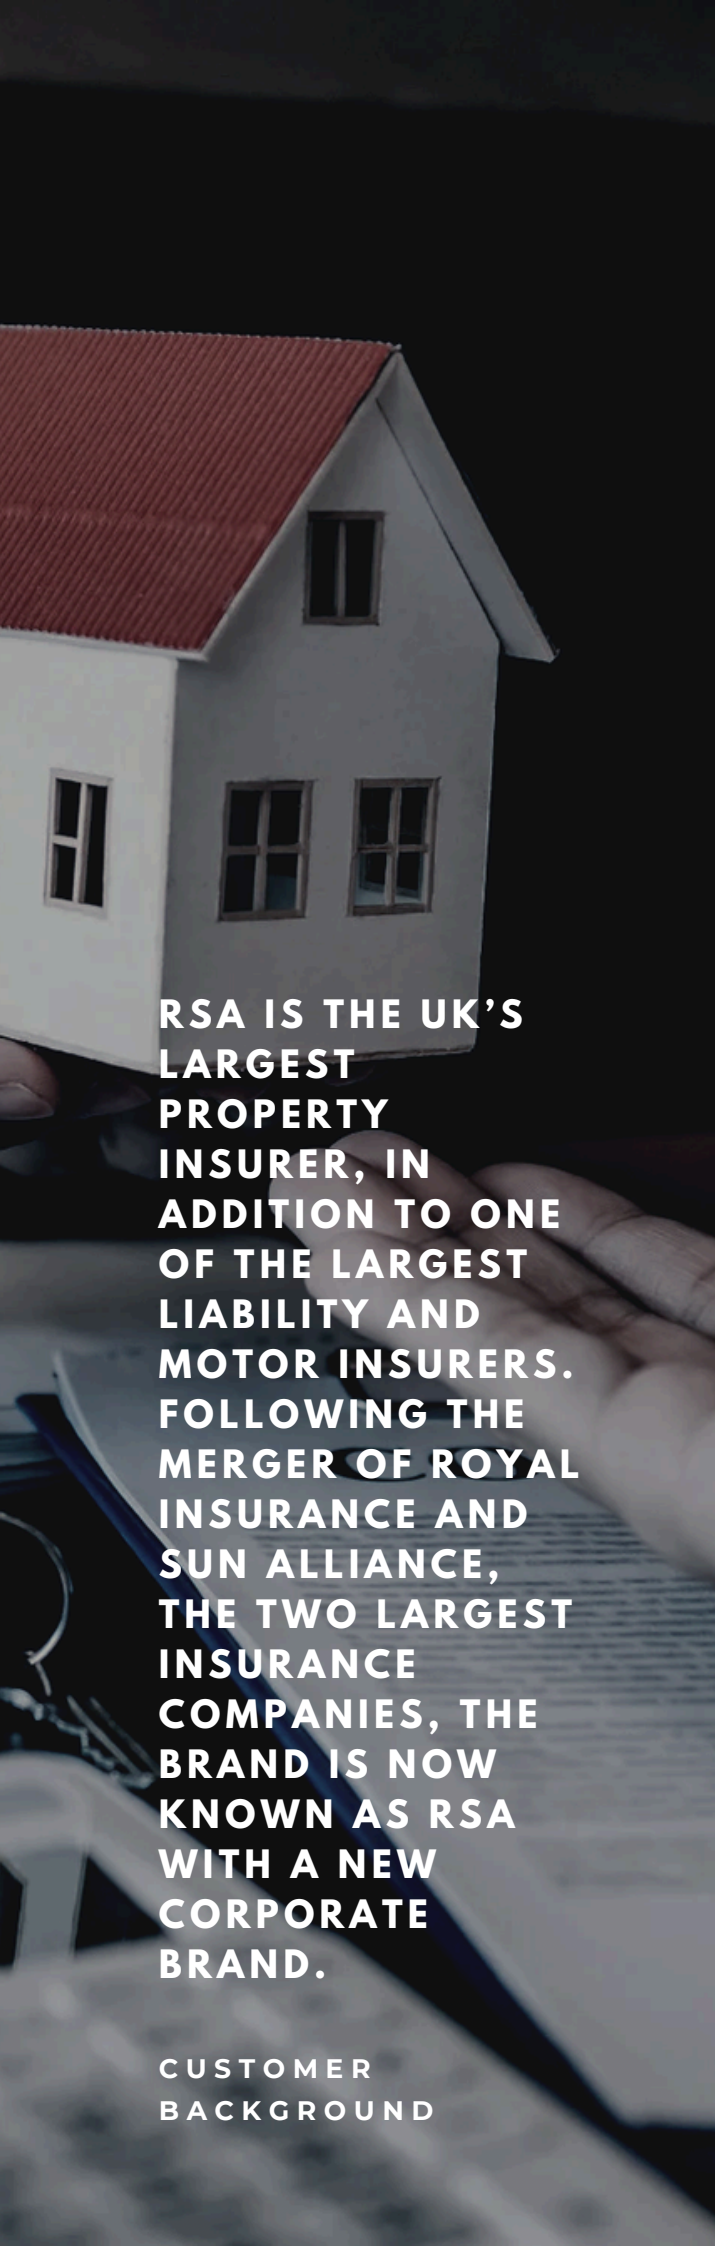 RSA IS THE UK’S
LARGEST
PROPERTY
INSURER, IN
ADDITION TO ONE
OF THE LARGEST
LIABILITY AND
MOTOR INSURERS.
FOLLOWING THE
MERGER OF ROYAL
INSURANCE AND
SUN ALLIANCE,
THE TWO LARGEST
INSURANCE
COMPANIES, THE
BRAND IS NOW
KNOWN AS RSA
WITH A NEW
CORPORATE
BRAND.
CUSTOMER
BACKGROUND